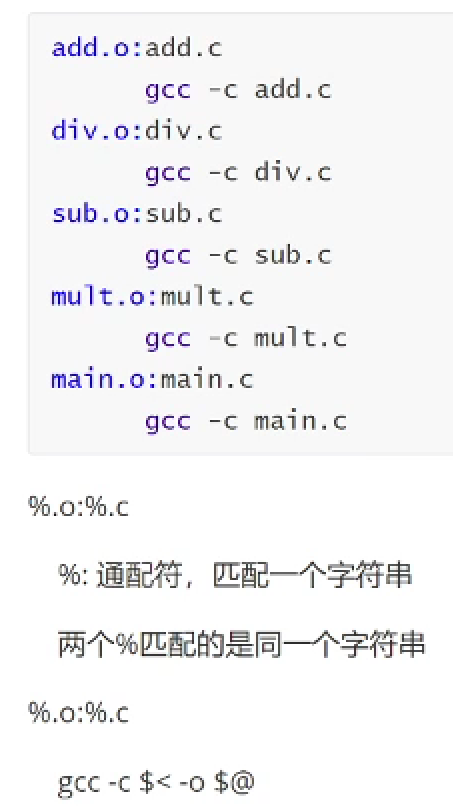 add.o:add.c
gcc -c add.c
div.o:div.c
gcc -c div.c
sub.o:sub.c
gcc -c sub.c
mult.o:mult.c
gcc -c mult.c
main.o:main.c
gcc -c main.c
%.o:%.c
%: 通配符，匹配一个字符串
两个%匹配的是同一个字符串
%.o:%.c
gcc -c $< -o $@